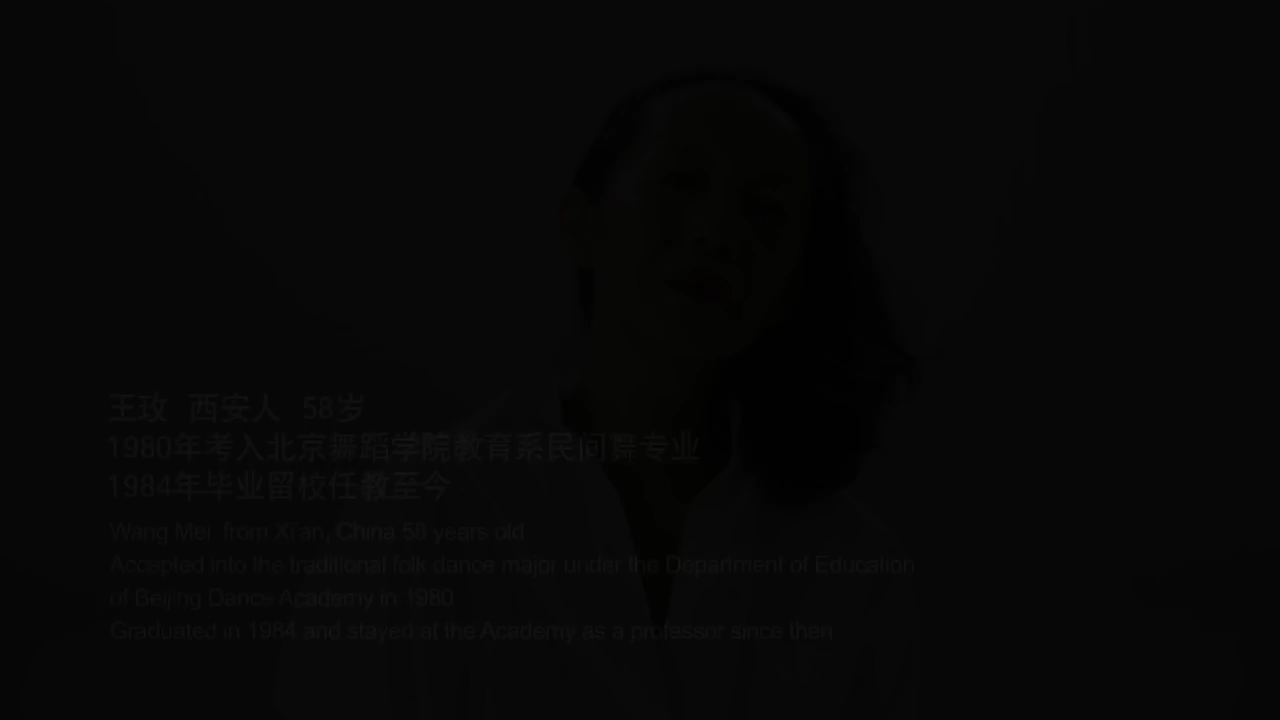 王玫 西安人 58岁
1980年考入北京舞蹈学院教育系民间舞专业
1984年毕业留校任教至今
Wang Mei from Xi'an, China 58 years old
Accepted into the traditional folk dance major under the Department of Education
of Beijing Dance Academy in 1980
Graduated in 1984 and stayed at the Academy as a professor since then